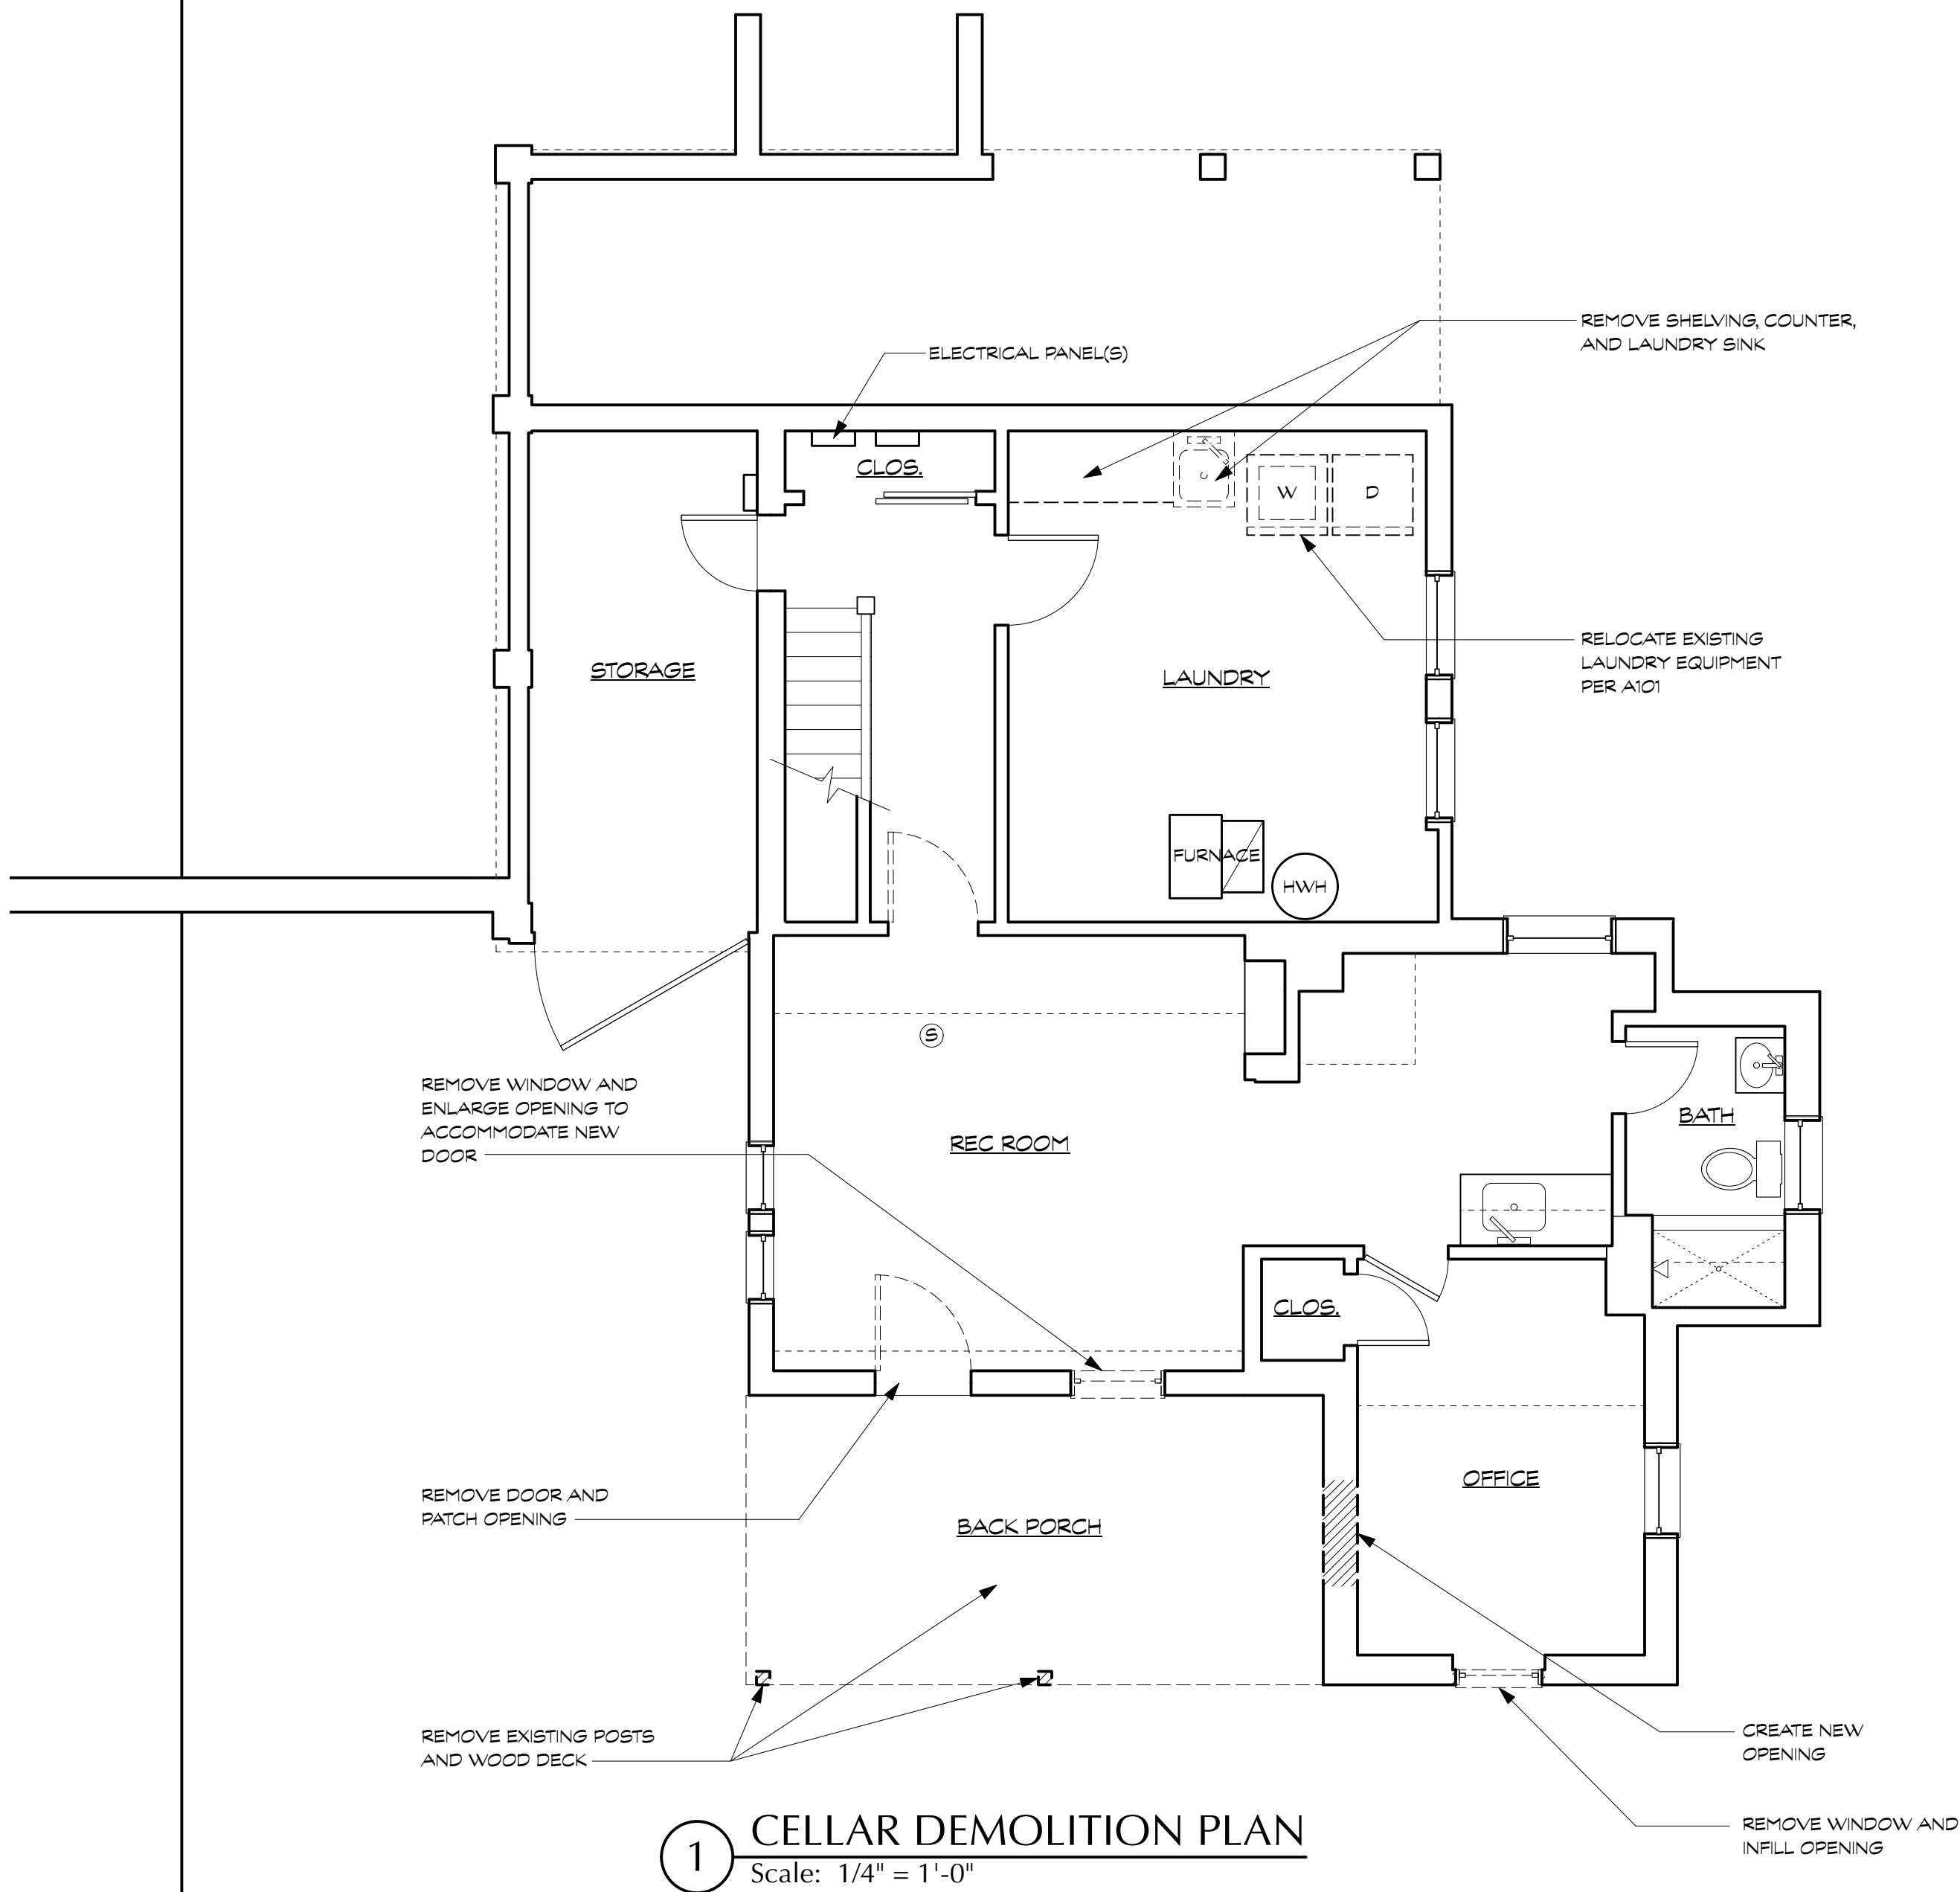 REMOVE SHELVING, COUNTER,
AND LAUNDRY SINK
ELECTRICAL PANEL(S)
CLOS.
W
D
RELOCATE EXISTING
LAUNDRY EQUIPMENT
PER A101
STORAGE
LAUNDRY
FURNACE
HWH
S
REMOVE WINDOW AND
ENLARGE OPENING TO
ACCOMMODATE NEW
DOOR
REC ROOM
BATH
CLOS.
OFFICE
REMOVE DOOR AND
PATCH OPENING
BACK PORCH
REMOVE EXISTING POSTS
AND WOOD DECK
CREATE NEW
OPENING
REMOVE WINDOW AND
INFILL OPENING
1
CELLAR DEMOLITION PLAN
Scale: 1/4" = 1'-0"